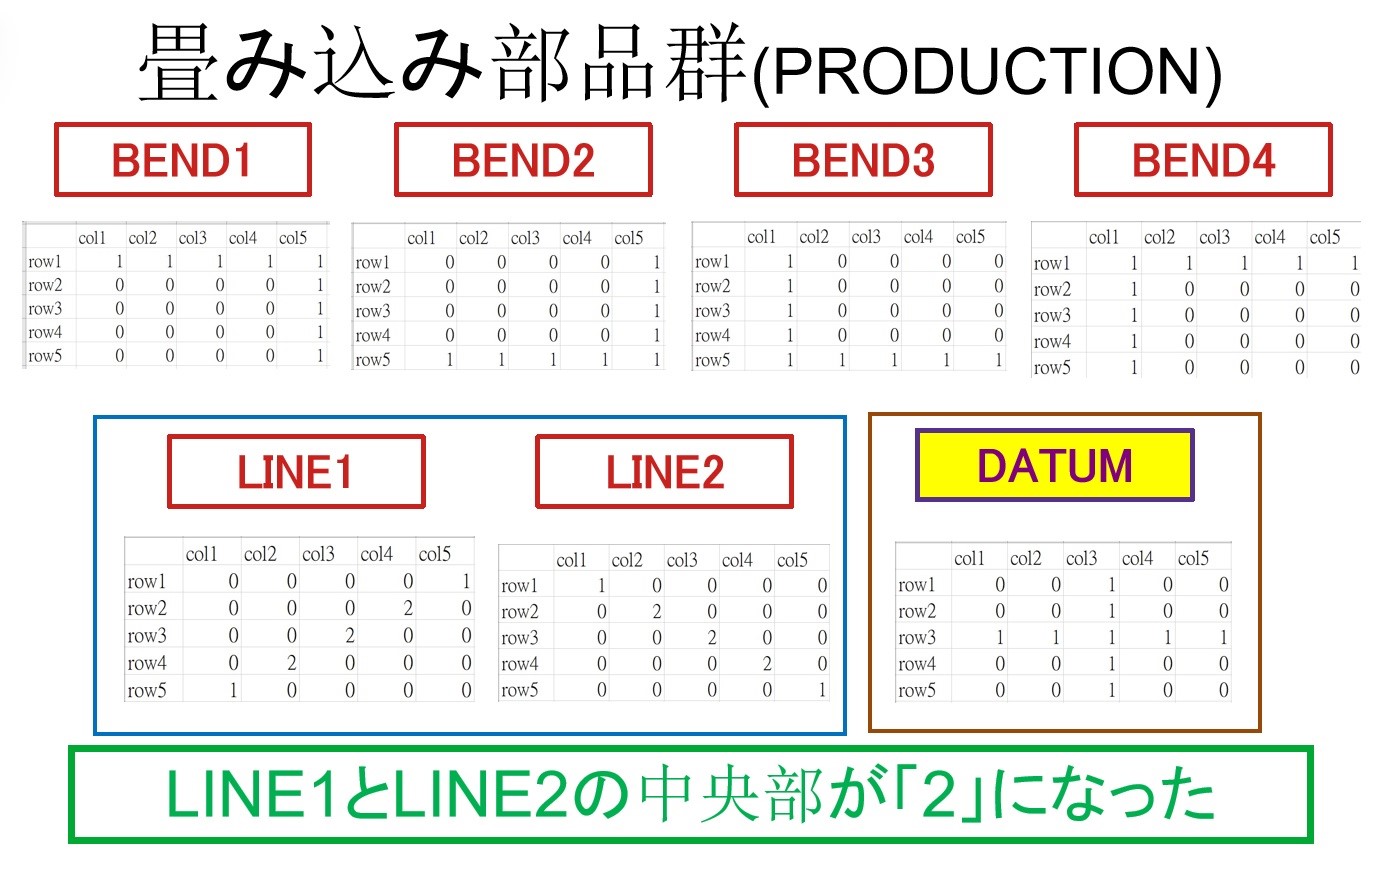 畳み込み部品群(PRODUCTION)
BEND1 BEND2 BEND3 BEND4
col1 col2 col3 col4 col5
row1 1 1 1 1 1
row2 0 0 0 0 1
row3 0 0 0 0 1
row4 0 0 0 0 1
row5 0 0 0 0 1
col1 col2 col3 col4 col5
row1 0 0 0 0 1
row2 0 0 0 0 1
row3 0 0 0 0 1
row4 0 0 0 0 1
row5 1 1 1 1 1
col1 col2 col3 col4 col5
row1 1 0 0 0 0
row2 1 0 0 0 0
row3 1 0 0 0 0
row4 1 0 0 0 0
row5 1 1 1 1 1
col1 col2 col3 col4 col5
row1 1 1 1 1 1
row2 1 0 0 0 0
row3 1 0 0 0 0
row4 1 0 0 0 0
row5 1 0 0 0 0
LINE1 LINE2 DATUM
col1 col2 col3 col4 col5
row1 0 0 0 0 1
row2 0 0 0 2 0
row3 0 0 2 0 0
row4 0 2 0 0 0
row5 1 0 0 0 0
col1 col2 col3 col4 col5
row1 1 0 0 0 0
row2 0 2 0 0 0
row3 0 0 2 0 0
row4 0 0 0 2 0
row5 0 0 0 0 1
col1 col2 col3 col4 col5
row1 0 0 1 0 0
row2 0 0 1 0 0
row3 1 1 1 1 1
row4 0 0 1 0 0
row5 0 0 1 0 0
LINE1とLINE2の中央部が「2」になった